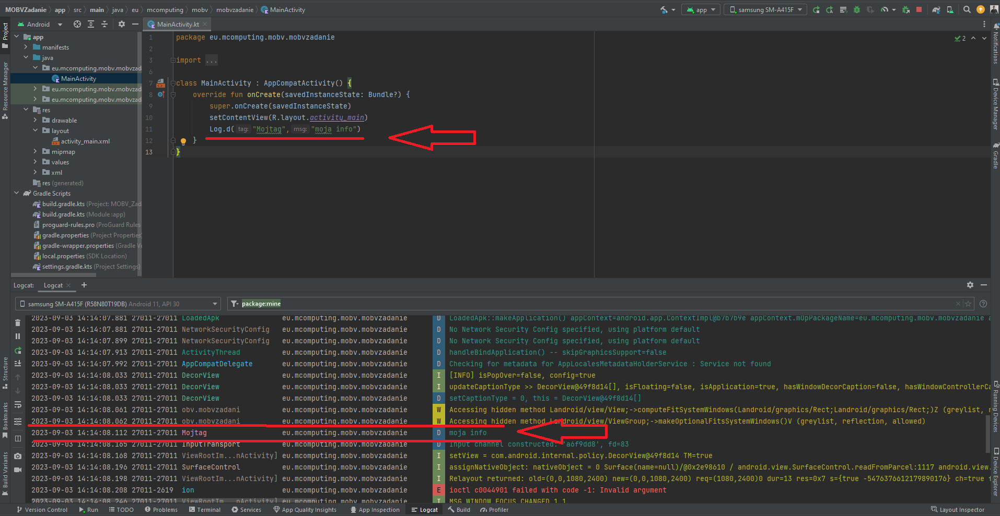 MOBVZadanie › app › src › main › java › eu › mcomputing › mobv › mobvzadanie › MainActivity
app
samsung SM-A415F
Project
Android
MainActivity.kt
app
manifests
java
eu.mcomputing.mobv.mobvzad
MainActivity
eu.mcomputing.mobv.mobvzad
eu.mcomputing.mobv.mobvzad
res
drawable
layout
activity_main.xml
mipmap
values
xml
res (generated)
Gradle Scripts
build.gradle.kts (Project: MOBV_Zad
build.gradle.kts (Module :app)
proguard-rules.pro (ProGuard Rules
gradle.properties (Project Properties
gradle-wrapper.properties (Gradle Ve
local.properties (SDK Location)
settings.gradle.kts (Project Settings)
Resource Manager
1 package eu.mcomputing.mobv.mobvzadanie
2
3 import ...
6
7 class MainActivity : AppCompatActivity() {
8 override fun onCreate(savedInstanceState: Bundle?) {
9 super.onCreate(savedInstanceState)
10 setContentView(R.layout.activity_main)
11 Log.d( tag: "Mojtag", msg: "moja info")
12 }
13 }
2
Notifications
Device Manager
Gradle
Logcat: Logcat
samsung SM-A415F (R58N80T19DB) Android 11, API 30
package:mine
2023-09-03 14:14:07.881 27011-27011 LoadedApk eu.mcomputing.mobv.mobvzadanie D LoadedApk::makeApplication() appContext=android.app.ContextImpl@b7b7b9e appContext.mOpPackageName=eu.mcomputing.mobv.mobvzadanie a
2023-09-03 14:14:07.881 27011-27011 NetworkSecurityConfig eu.mcomputing.mobv.mobvzadanie D No Network Security Config specified, using platform default
2023-09-03 14:14:07.899 27011-27011 NetworkSecurityConfig eu.mcomputing.mobv.mobvzadanie D No Network Security Config specified, using platform default
2023-09-03 14:14:07.913 27011-27011 ActivityThread eu.mcomputing.mobv.mobvzadanie D handleBindApplication() -- skipGraphicsSupport=false
2023-09-03 14:14:07.992 27011-27011 AppCompatDelegate eu.mcomputing.mobv.mobvzadanie D Checking for metadata for AppLocalesMetadataHolderService : Service not found
2023-09-03 14:14:08.033 27011-27011 DecorView eu.mcomputing.mobv.mobvzadanie I [INFO] isPopOver=false, config=true
2023-09-03 14:14:08.033 27011-27011 DecorView eu.mcomputing.mobv.mobvzadanie I updateCaptionType >> DecorView@49f8d14[], isFloating=false, isApplication=true, hasWindowDecorCaption=false, hasWindowControllerCa
2023-09-03 14:14:08.033 27011-27011 DecorView eu.mcomputing.mobv.mobvzadanie D setCaptionType = 0, this = DecorView@49f8d14[]
2023-09-03 14:14:08.061 27011-27011 obv.mobvzadani eu.mcomputing.mobv.mobvzadanie W Accessing hidden method Landroid/view/View;->computeFitSystemWindows(Landroid/graphics/Rect;Landroid/graphics/Rect;)Z (greylist, r
2023-09-03 14:14:08.062 27011-27011 obv.mobvzadani eu.mcomputing.mobv.mobvzadanie W Accessing hidden method Landroid/view/ViewGroup;->makeOptionalFitsSystemWindows()V (greylist, reflection, allowed)
2023-09-03 14:14:08.112 27011-27011 Mojtag eu.mcomputing.mobv.mobvzadanie D moja info
2023-09-03 14:14:08.165 27011-27011 InputTransport eu.mcomputing.mobv.mobvzadanie D Input channel constructed: 'a6f9dd8', fd=83
2023-09-03 14:14:08.168 27011-27011 ViewRootIm...nActivity] eu.mcomputing.mobv.mobvzadanie I setView = com.android.internal.policy.DecorView@49f8d14 TM=true
2023-09-03 14:14:08.196 27011-27011 SurfaceControl eu.mcomputing.mobv.mobvzadanie I assignNativeObject: nativeObject = 0 Surface(name=null)/@0x2e98610 / android.view.SurfaceControl.readFromParcel:1117 android.view.
2023-09-03 14:14:08.198 27011-27011 ViewRootIm...nActivity] eu.mcomputing.mobv.mobvzadanie I Relayout returned: old=(0,0,1080,2400) new=(0,0,1080,2400) req=(1080,2400)0 dur=13 res=0x7 s={true -5476376612179890176} ch=true f
2023-09-03 14:14:08.208 27011-2619 ion eu.mcomputing.mobv.mobvzadanie E ioctl c0044901 failed with code -1: Invalid argument
2023-09-03 14:14:08.246 27011-27011 ViewRootIm...nActivity] eu.mcomputing.mobv.mobvzadanie I MSG_WINDOW_FOCUS_CHANGED 1 1
Structure
Bookmarks
Build Variants
Running Devices
Device Explorer
Version Control Run TODO Problems Terminal Services App Quality Insights App Inspection Logcat Build Profiler Layout Inspector